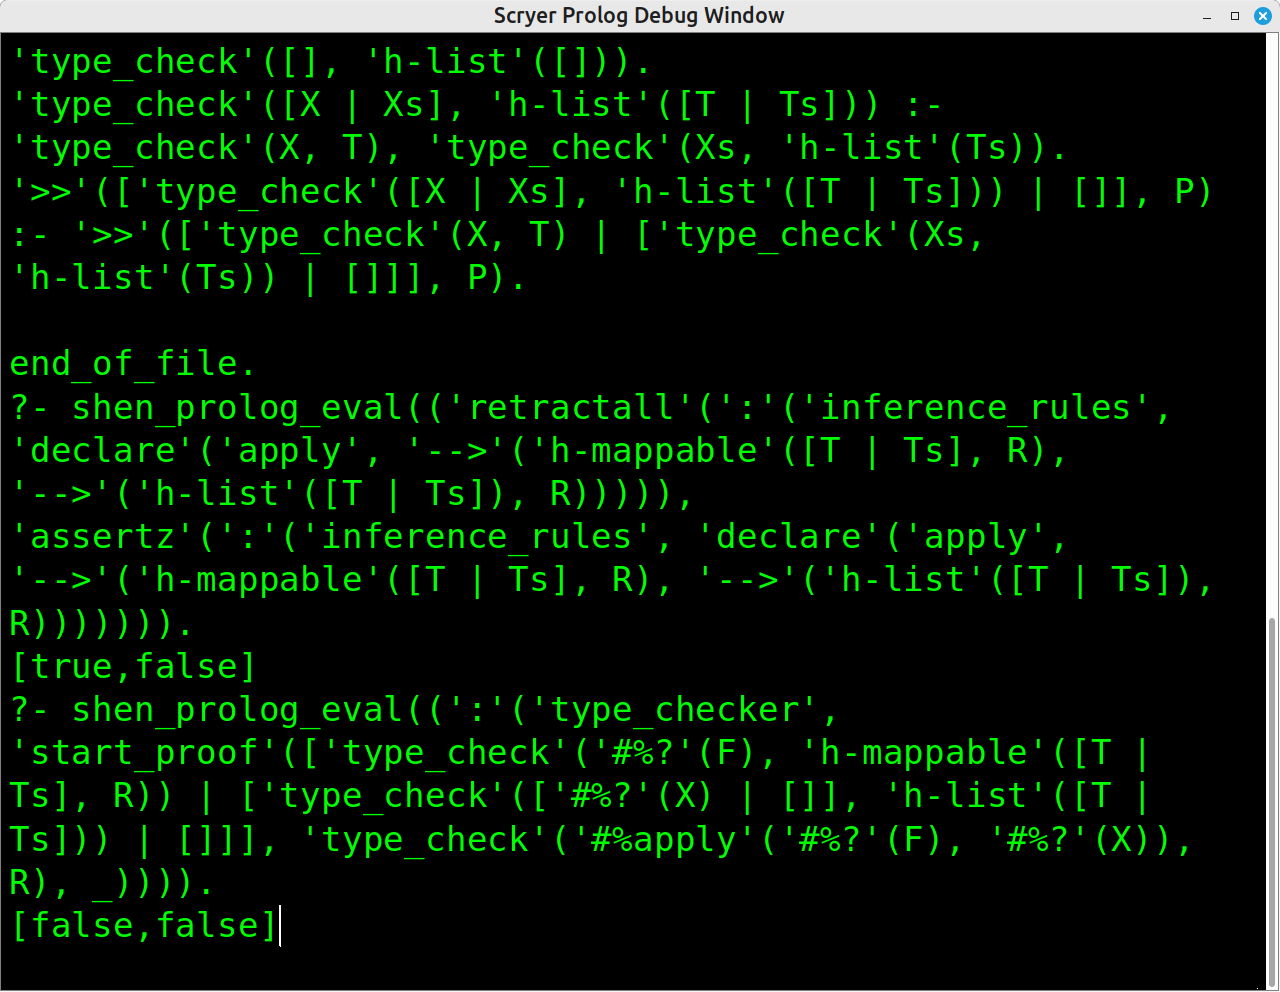 Scryer Prolog Debug Window
'type_check'([], 'h-list'([])).
'type_check'([X | Xs], 'h-list'([T | Ts])) :-
'type_check'(X, T), 'type_check'(Xs, 'h-list'(Ts)).
'>>'(['type_check'([X | Xs], 'h-list'([T | Ts])) | []], P)
:- '>>'(['type_check'(X, T) | ['type_check'(Xs,
'h-list'(Ts)) | []]], P).
end_of_file.
?- shen_prolog_eval(('retractall'(':'('inference_rules',
'declare'('apply', '-->'('h-mappable'([T | Ts], R),
'-->'('h-list'([T | Ts]), R))))),
'assertz'(':'('inference_rules', 'declare'('apply',
'-->'('h-mappable'([T | Ts], R), '-->'('h-list'([T | Ts]),
R))))))).
[true,false]
?- shen_prolog_eval((':'('type_checker',
'start_proof'(['type_check'('#%?'(F), 'h-mappable'([T |
Ts], R)) | ['type_check'(['#%?'(X) | []], 'h-list'([T |
Ts])) | []]], 'type_check'('#%apply'('#%?'(F), '#%?'(X)),
R), _)))).
[false,false]